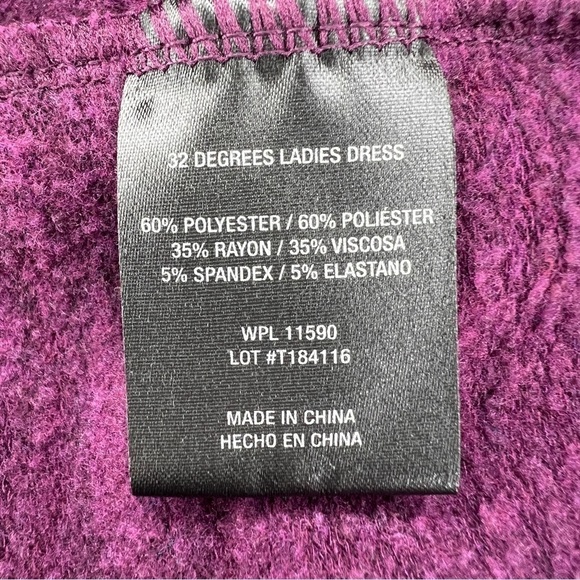 32 DEGREES LADIES DRESS
60% POLYESTER / 60% POLIÉSTER
35% RAYON / 35% VISCOSA
5% SPANDEX / 5% ELASTANO
WPL 11590
LOT #T184116
MADE IN CHINA
HECHO EN CHINA